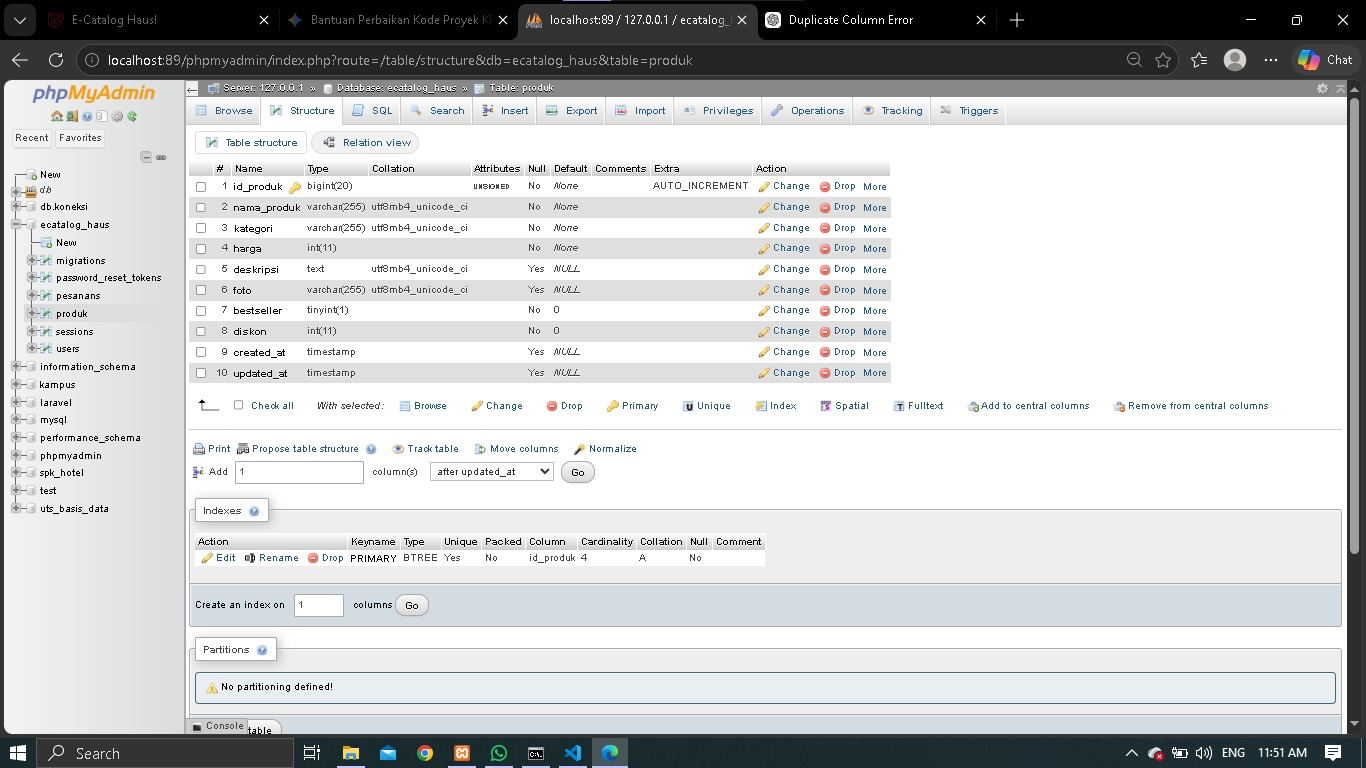 E-Catalog Haus!
Bantuan Perbaikan Kode Proyek K
localhost:89 / 127.0.0.1 / ecatalog_
Duplicate Column Error
localhost:89/phpmyadmin/index.php?route=/table/structure&db=ecatalog_haus&table=produk
Chat
phpMyAdmin
Recent
Favorites
New
db
db.koneksi
ecatalog_haus
New
migrations
password_reset_tokens
pesanans
produk
sessions
users
information_schema
kampus
laravel
mysql
performance_schema
phpmyadmin
spk_hotel
test
uts_basis_data
Server: 127.0.0.1 » Database: ecatalog_haus » Table: produk
Browse Structure SQL Search Insert Export Import Privileges Operations Tracking Triggers
Table structure Relation view
# Name Type Collation Attributes Null Default Comments Extra Action
1 id_produk bigint(20) UNSIGNED No None AUTO_INCREMENT Change Drop More
2 nama_produk varchar(255) utf8mb4_unicode_ci No None Change Drop More
3 kategori varchar(255) utf8mb4_unicode_ci No None Change Drop More
4 harga int(11) No None Change Drop More
5 deskripsi text utf8mb4_unicode_ci Yes NULL Change Drop More
6 foto varchar(255) utf8mb4_unicode_ci Yes NULL Change Drop More
7 bestseller tinyint(1) No 0 Change Drop More
8 diskon int(11) No 0 Change Drop More
9 created_at timestamp Yes NULL Change Drop More
10 updated_at timestamp Yes NULL Change Drop More
Check all With selected: Browse Change Drop Primary Unique Index Spatial Fulltext Add to central columns Remove from central columns
Print Propose table structure Track table Move columns Normalize
Add 1 column(s) after updated_at Go
Indexes
Action Keyname Type Unique Packed Column Cardinality Collation Null Comment
Edit Rename Drop PRIMARY BTREE Yes No id_produk 4 A No
Create an index on 1 columns Go
Partitions
No partitioning defined!
Console
table
Search
ENG 11:51 AM